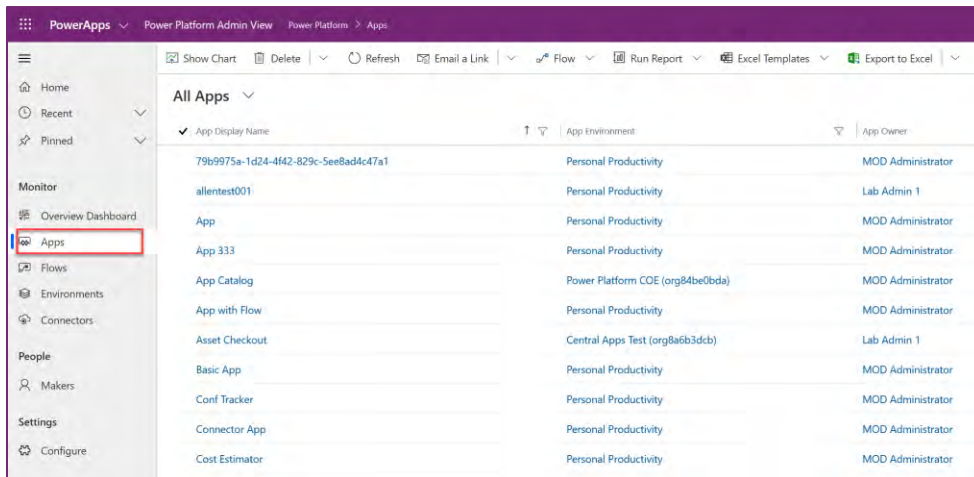 PowerApps Power Platform Admin View Power Platform > Apps
Show Chart Delete Refresh Email a Link Flow Run Report Excel Templates Export to Excel
Home
Recent
Pinned
Monitor
Overview Dashboard
Apps
Flows
Environments
Connectors
People
Makers
Settings
Configure
All Apps
App Display Name App Environment App Owner
79b9975a-1d24-4f42-829c-5ee8ad4c47a1 Personal Productivity MOD Administrator
allentest001 Personal Productivity Lab Admin 1
App Personal Productivity MOD Administrator
App 333 Personal Productivity MOD Administrator
App Catalog Power Platform COE (org84be0bda) MOD Administrator
App with Flow Personal Productivity MOD Administrator
Asset Checkout Central Apps Test (org8a6b3dcb) Lab Admin 1
Basic App Personal Productivity MOD Administrator
Conf Tracker Personal Productivity MOD Administrator
Connector App Personal Productivity MOD Administrator
Cost Estimator Personal Productivity MOD Administrator